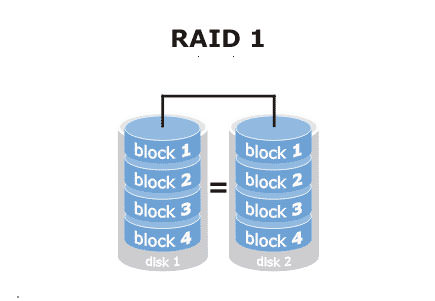 RAID 1
block 1 block 1
block 2 block 2
=
block 3 block 3
block 4 block 4
disk 1 disk 2